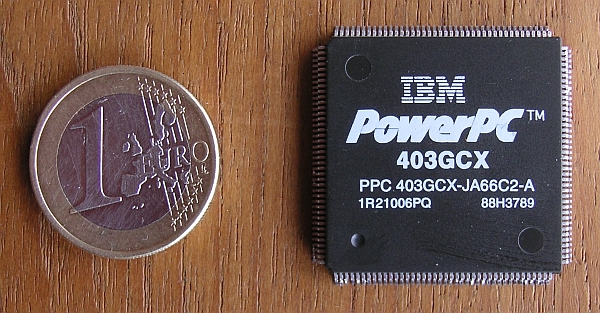 1
EURO
IBM
PowerPC™
403GCX
PPC 403GCX-JA66C2-A
1R21006PQ 88H3789